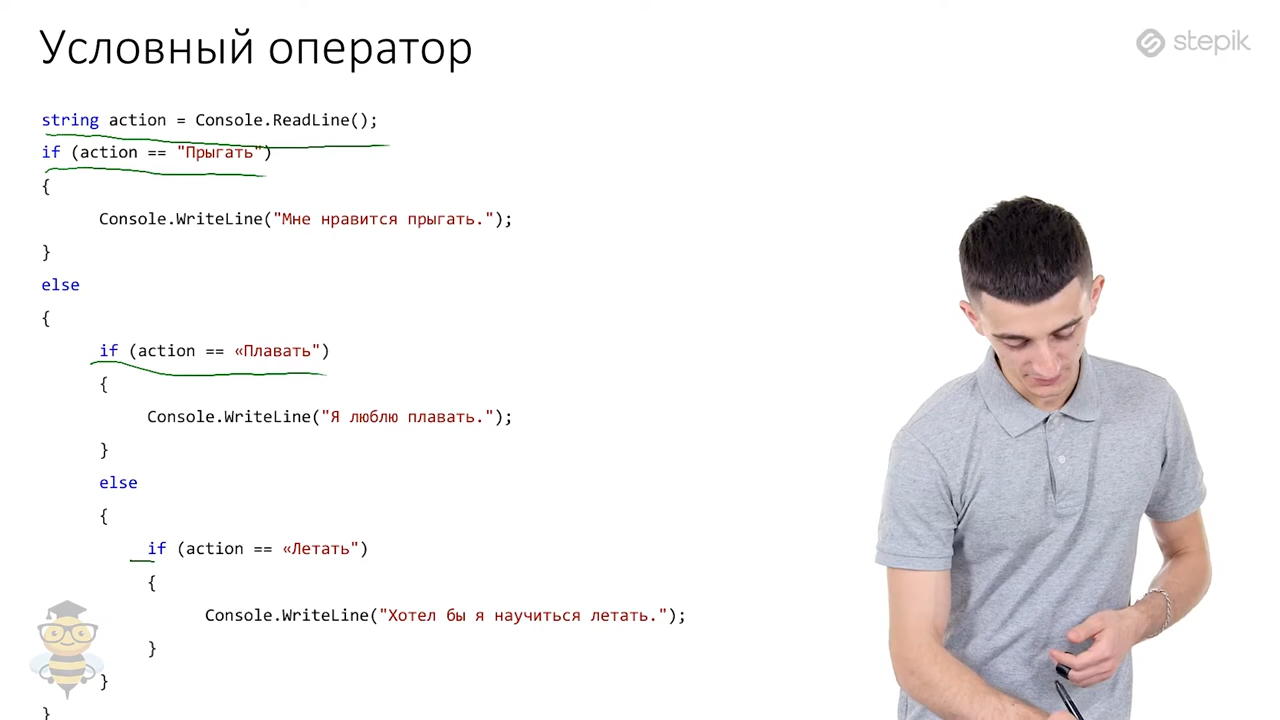 Условный оператор
stepik
string action = Console.ReadLine();
if (action == "Прыгать")
{
Console.WriteLine("Мне нравится прыгать.");
}
else
{
if (action == «Плавать")
{
Console.WriteLine("Я люблю плавать.");
}
else
{
if (action == «Летать")
{
Console.WriteLine("Хотел бы я научиться летать.");
}
}
}